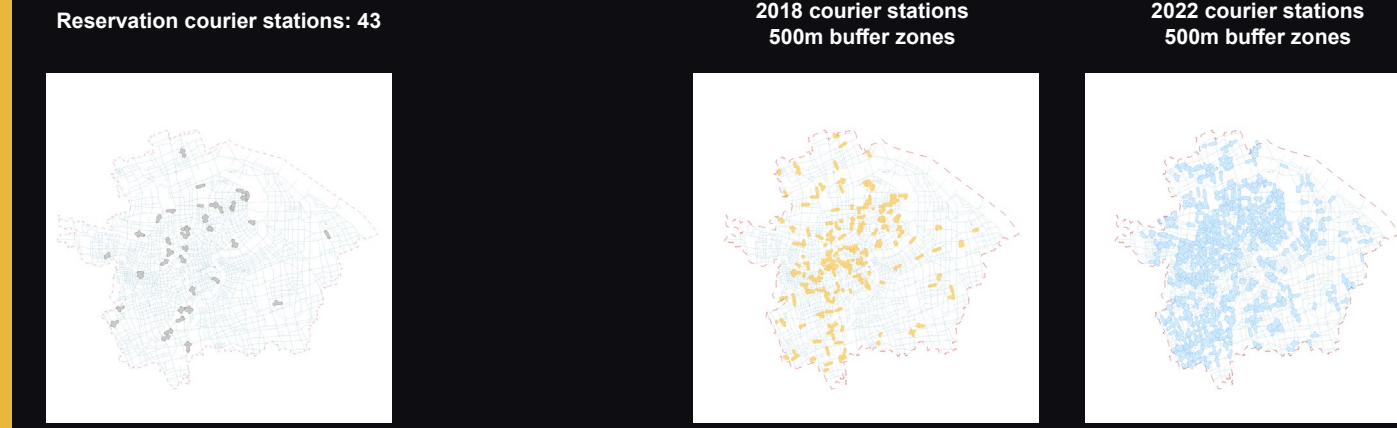 Reservation courier stations: 43
2018 courier stations
500m buffer zones
2022 courier stations
500m buffer zones